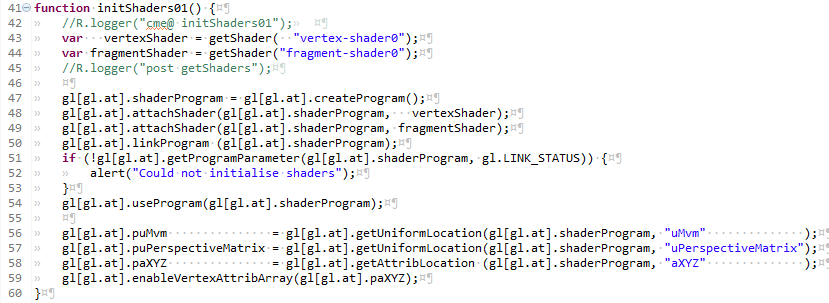 41 function initShaders01() {
42 //R.logger("cme@ initShaders01");
43 var vertexShader = getShader( "vertex-shader0");
44 var fragmentShader = getShader("fragment-shader0");
45 //R.logger("post getShaders");
46
47 gl[gl.at].shaderProgram = gl[gl.at].createProgram();
48 gl[gl.at].attachShader(gl[gl.at].shaderProgram, vertexShader);
49 gl[gl.at].attachShader(gl[gl.at].shaderProgram, fragmentShader);
50 gl[gl.at].linkProgram (gl[gl.at].shaderProgram);
51 if (!gl[gl.at].getProgramParameter(gl[gl.at].shaderProgram, gl.LINK_STATUS)) {
52 alert("Could not initialise shaders");
53 }
54 gl[gl.at].useProgram(gl[gl.at].shaderProgram);
55
56 gl[gl.at].puMvm = gl[gl.at].getUniformLocation(gl[gl.at].shaderProgram, "uMvm" );
57 gl[gl.at].puPerspectiveMatrix = gl[gl.at].getUniformLocation(gl[gl.at].shaderProgram, "uPerspectiveMatrix");
58 gl[gl.at].paXYZ = gl[gl.at].getAttribLocation (gl[gl.at].shaderProgram, "aXYZ" );
59 gl[gl.at].enableVertexAttribArray(gl[gl.at].paXYZ);
60 }